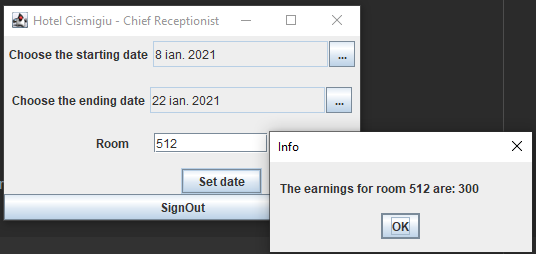 Hotel Cismigiu - Chief Receptionist
Choose the starting date 8 ian. 2021 ...
Choose the ending date 22 ian. 2021 ...
Room 512
Set date
SignOut
Info
The earnings for room 512 are: 300
OK